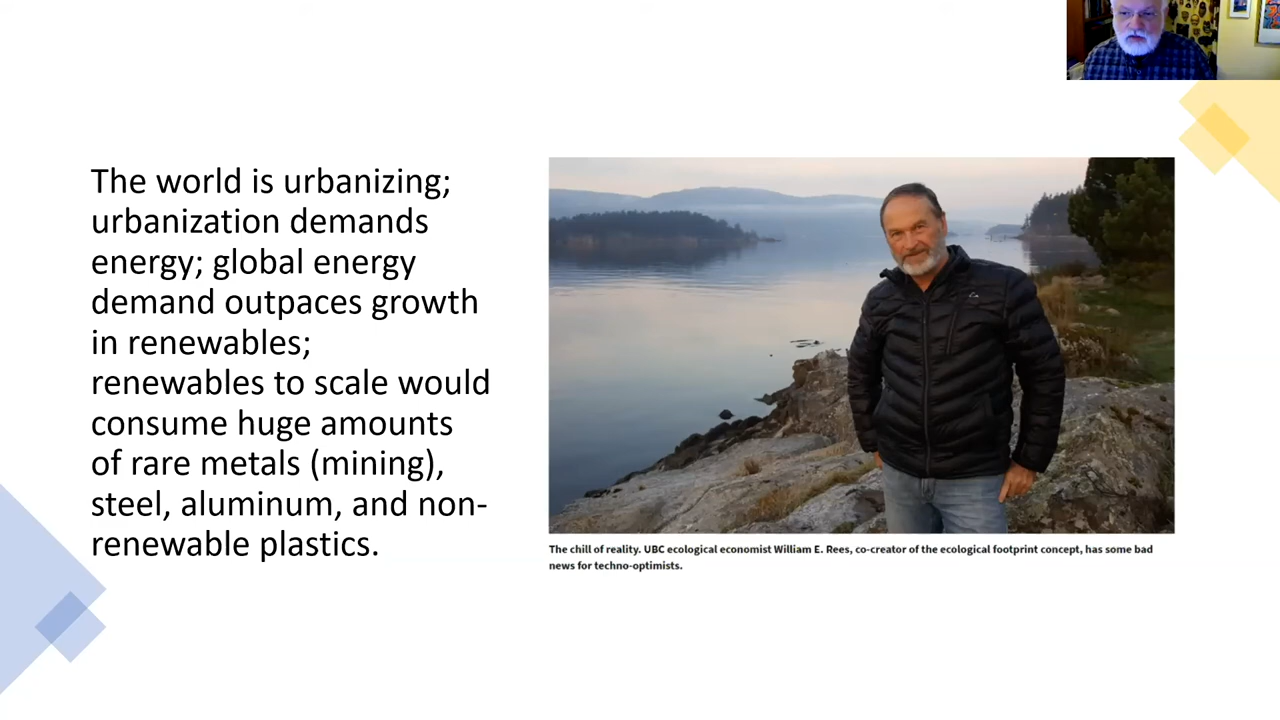 The world is urbanizing;
urbanization demands
energy; global energy
demand outpaces growth
in renewables;
renewables to scale would
consume huge amounts
of rare metals (mining),
steel, aluminum, and non-
renewable plastics.
The chill of reality. UBC ecological economist William E. Rees, co-creator of the ecological footprint concept, has some bad
news for techno-optimists.